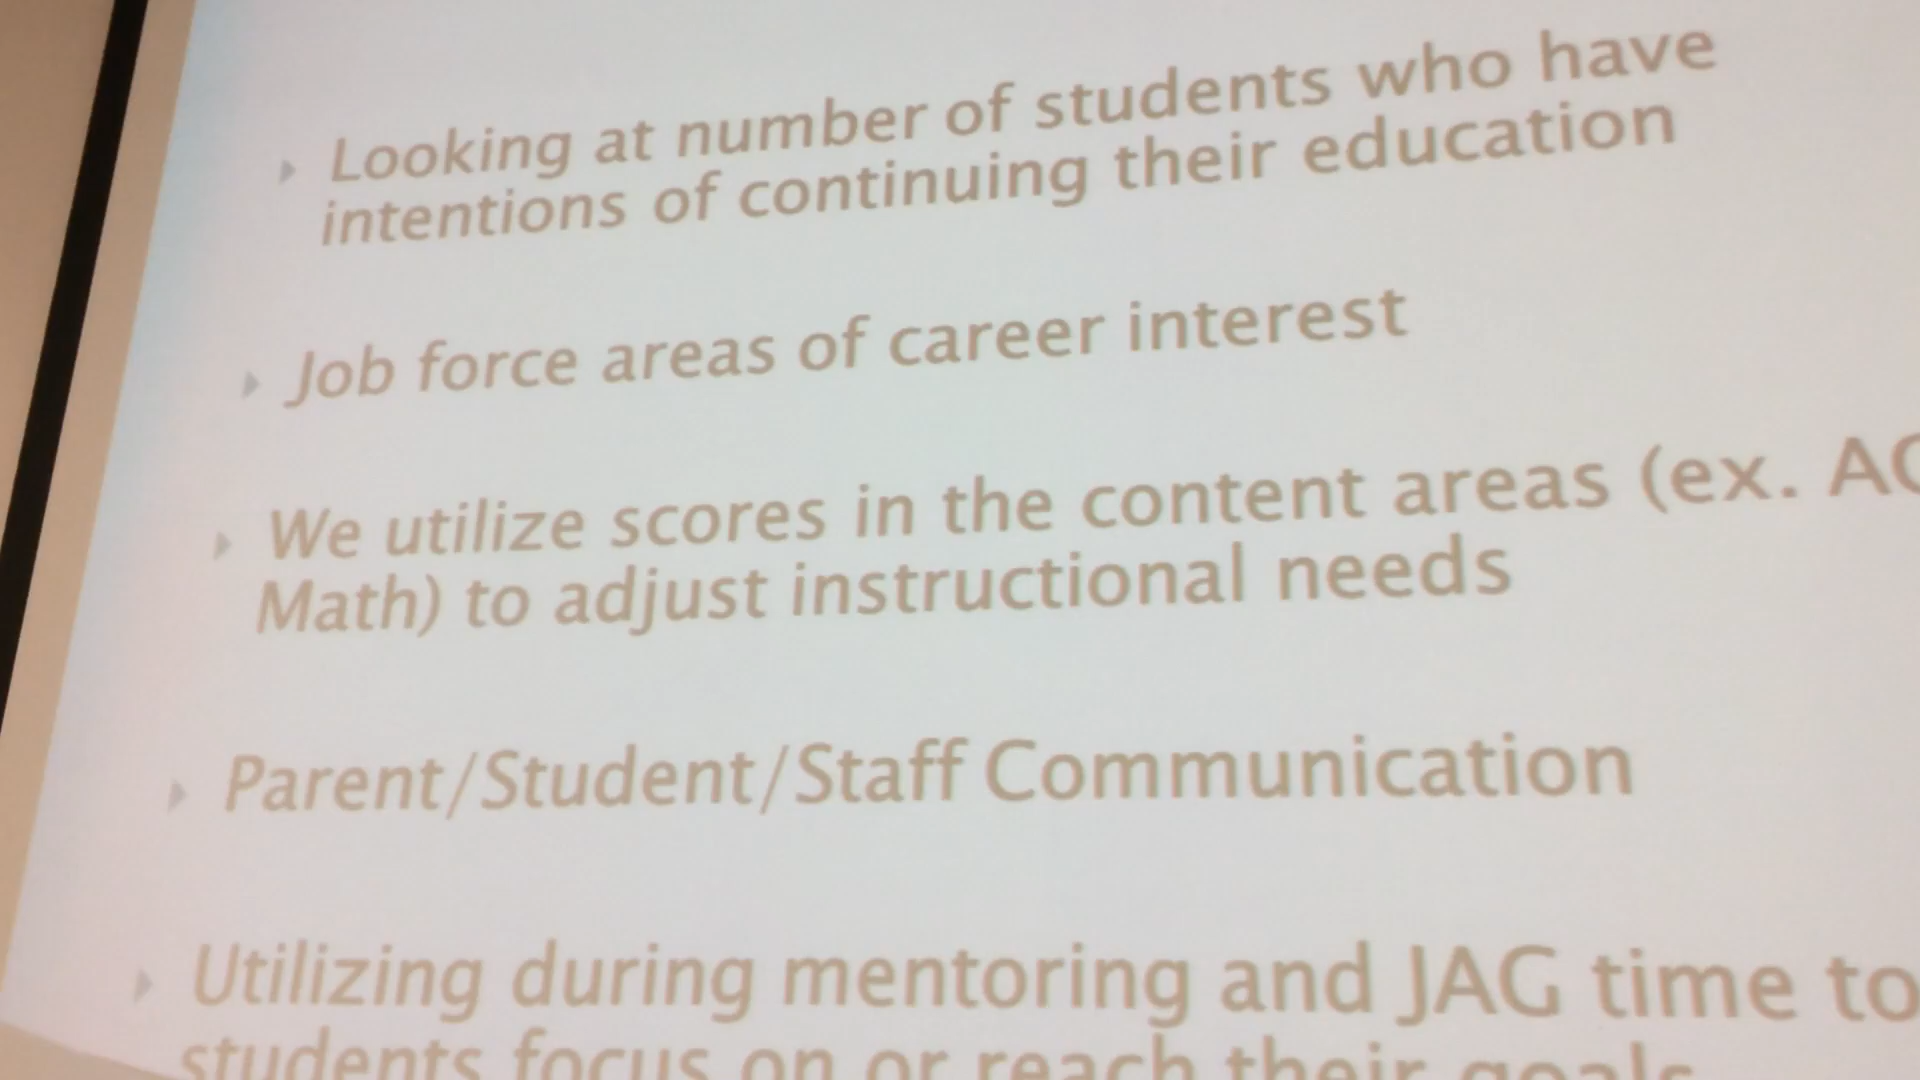 Looking at number of students who have
intentions of continuing their education
Job force areas of career interest
We utilize scores in the content areas (ex. AC
Math) to adjust instructional needs
Parent/Student/Staff Communication
Utilizing during mentoring and JAG time to
students focus on or reach their goals